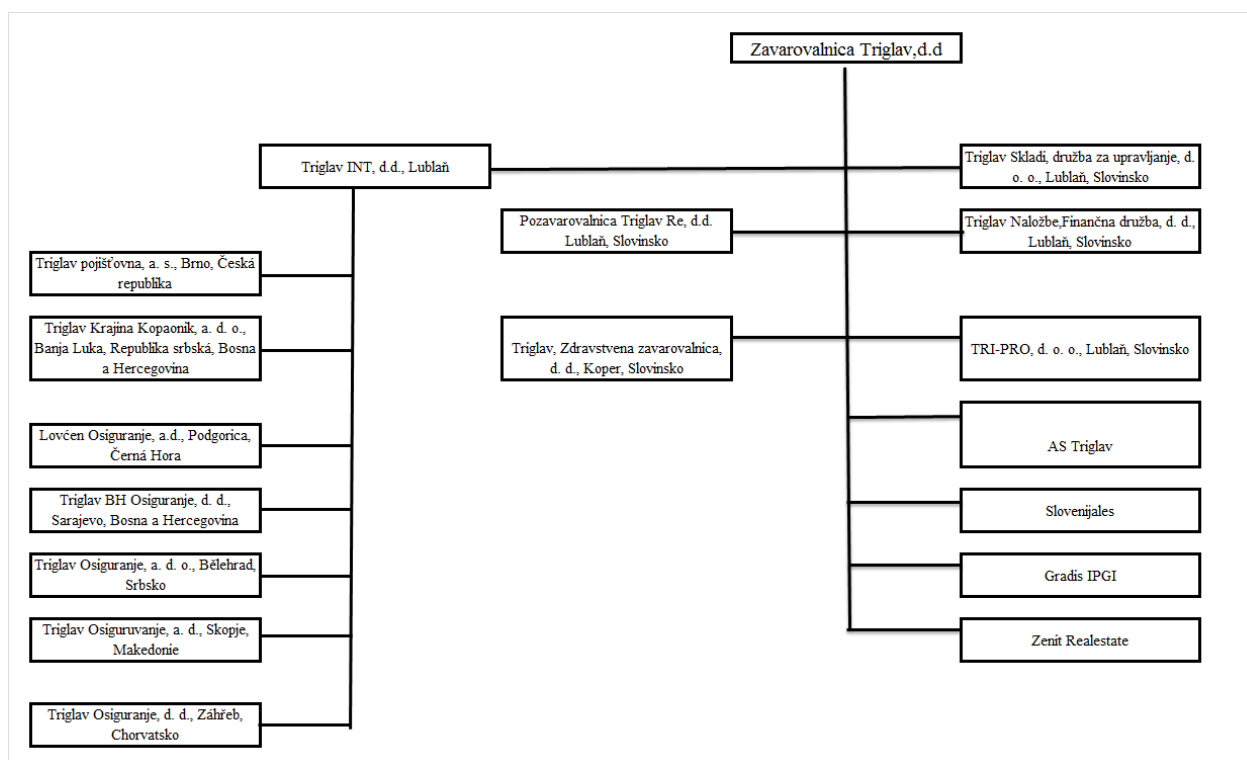 Zavarovalnica Triglav,d.d
Triglav INT, d.d., Lublaň
Triglav Skladi, družba za upravljanje, d.
o. o., Lublaň, Slovinsko
Pozavarovalnica Triglav Re, d.d.
Lublaň, Slovinsko
Triglav Naložbe,Finančna družba, d. d.,
Lublaň, Slovinsko
Triglav pojišťovna, a. s., Brno, Česká
republika
Triglav Krajina Kopaonik, a. d. o.,
Banja Luka, Republika srbská, Bosna
a Hercegovina
Triglav, Zdravstvena zavarovalnica,
d. d., Koper, Slovinsko
TRI-PRO, d. o. o., Lublaň, Slovinsko
Lovćen Osiguranje, a.d., Podgorica,
Černá Hora
AS Triglav
Triglav BH Osiguranje, d. d.,
Sarajevo, Bosna a Hercegovina
Slovenijales
Triglav Osiguranje, a. d. o., Bělehrad,
Srbsko
Gradis IPGI
Triglav Osiguruvanje, a. d., Skopje,
Makedonie
Zenit Realestate
Triglav Osiguranje, d. d., Záhřeb,
Chorvatsko